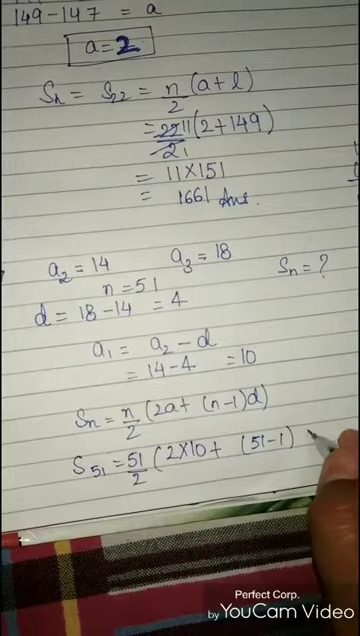 149-147 = a
a=2
Sn = S22 = n/2 (a+l)
= 22 11/2 1 (2+149)
= 11×151
= 1661 Ans.
a2 = 14 a3 = 18 Sn = ?
n = 51
d = 18-14 = 4
a1 = a2 - d
= 14-4 = 10
Sn = n/2 (2a + (n-1)d)
S51 = 51/2 (2×10 + (51-1)
Perfect Corp.
by YouCam Video